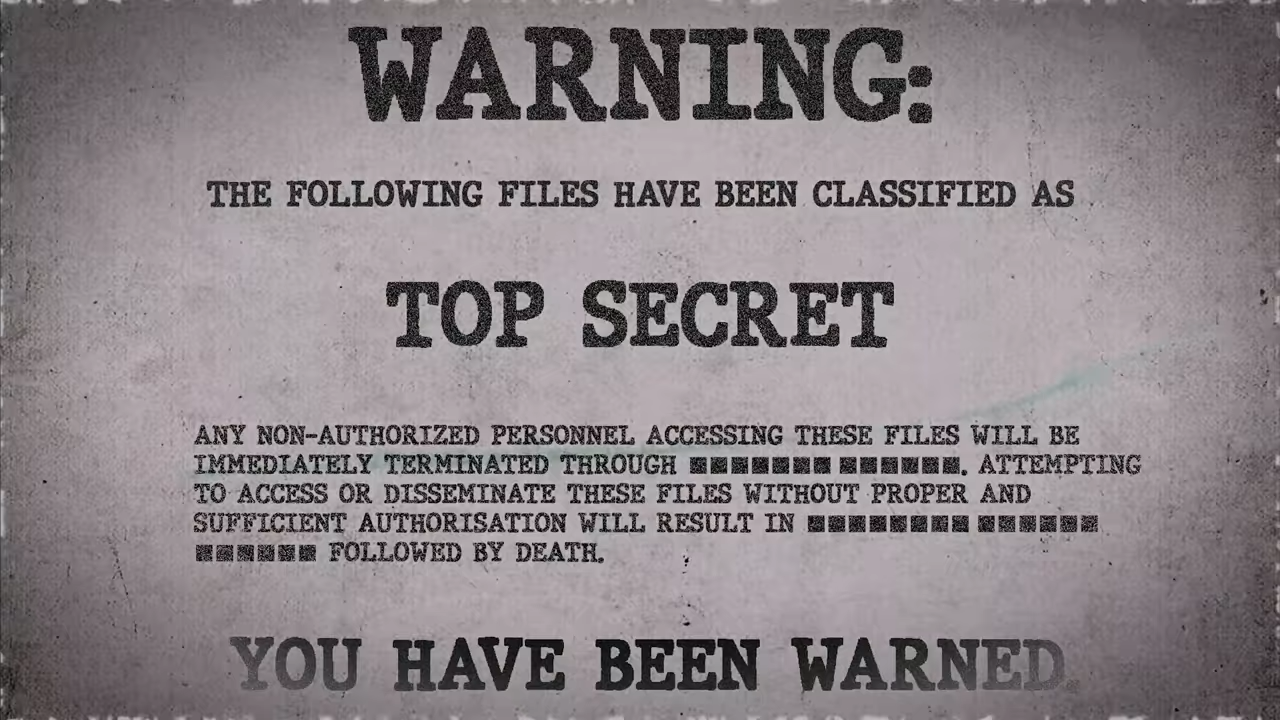 WARNING:
THE FOLLOWING FILES HAVE BEEN CLASSIFIED AS
TOP SECRET
ANY NON-AUTHORIZED PERSONNEL ACCESSING THESE FILES WILL BE
IMMEDIATELY TERMINATED THROUGH ■■■■■■■ ■■■■■■. ATTEMPTING
TO ACCESS OR DISSEMINATE THESE FILES WITHOUT PROPER AND
SUFFICIENT AUTHORISATION WILL RESULT IN ■■■■■■■■ ■■■■■■
■■■■■■ FOLLOWED BY DEATH.
YOU HAVE BEEN WARNED.